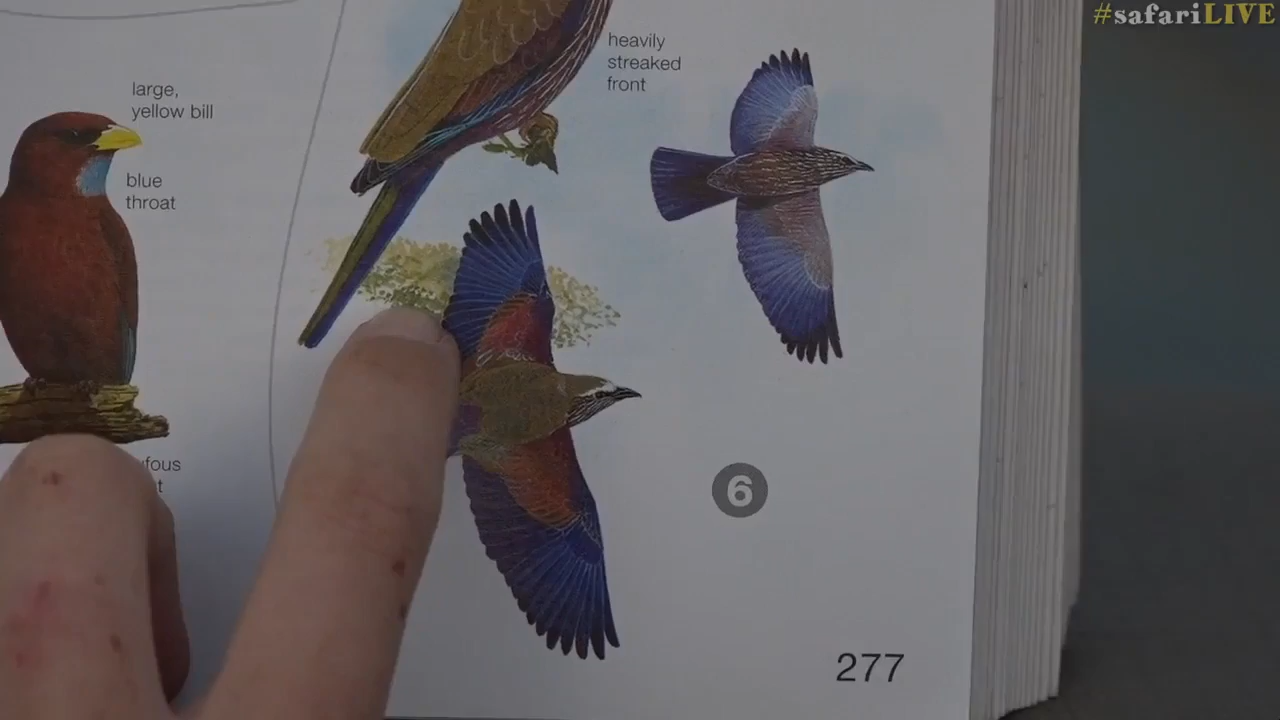 #safariLIVE
heavily
streaked
front
large,
yellow bill
blue
throat
6
277